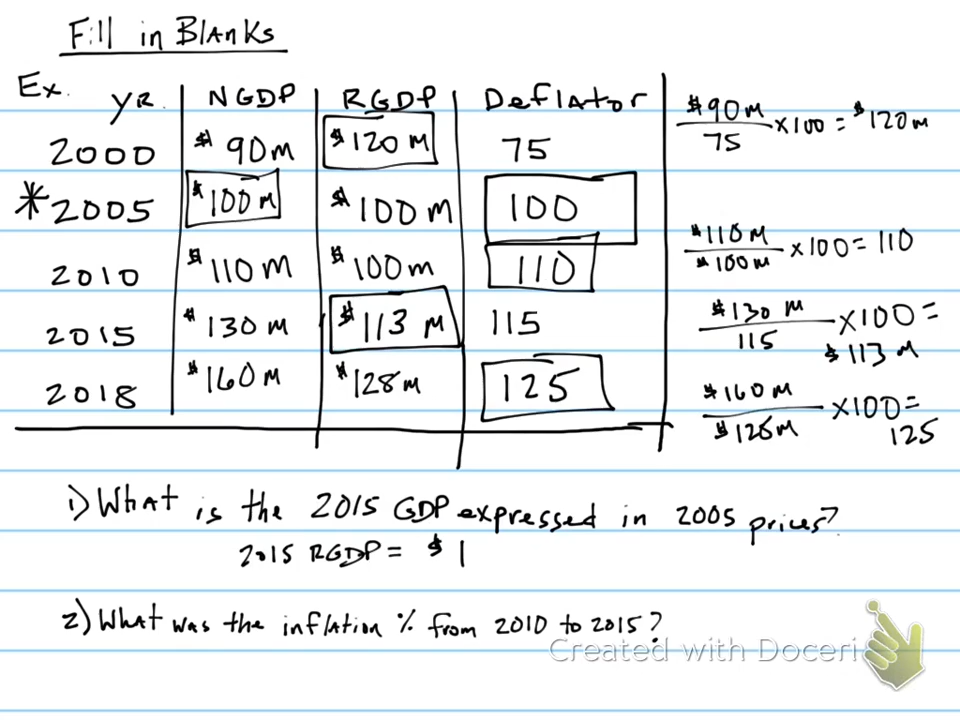 Fill in Blanks
Ex. YR NGDP RGDP Deflator
2000 $90M $120M 75
*2005 $100M $100M 100
2010 $110M $100M 110
2015 $130M $113M 115
2018 $160M $128M 125
$90M
75 x100 = $120M
$110M
$100M x100 = 110
$130M
115 x100 =
$113M
$160M
$128M x100 =
125
1) What is the 2015 GDP expressed in 2005 prices?
2015 RGDP = $1
2) What was the inflation % from 2010 to 2015?
Created with Doceri